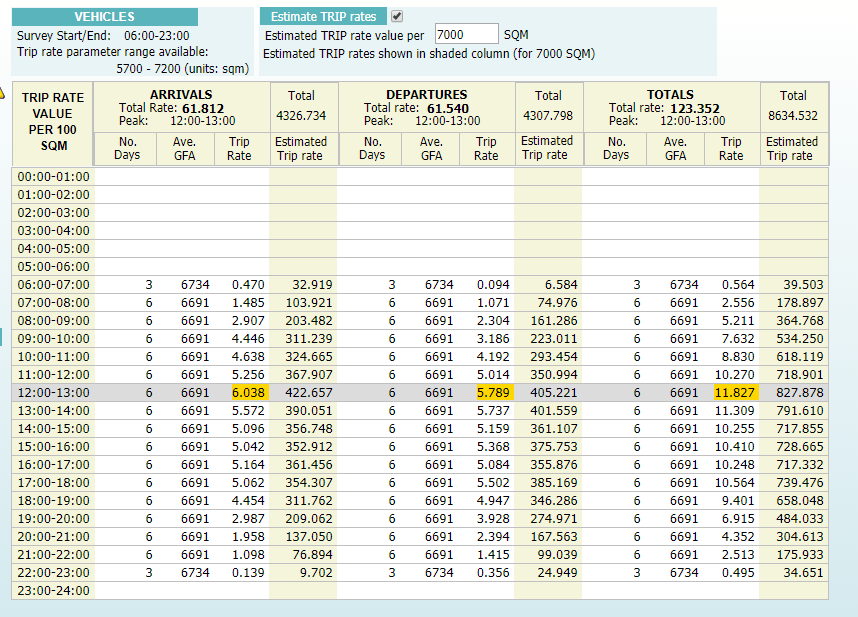 VEHICLES
Survey Start/End: 06:00-23:00
Trip rate parameter range available:
5700 - 7200 (units: sqm)
Estimate TRIP rates
Estimated TRIP rate value per 7000 SQM
Estimated TRIP rates shown in shaded column (for 7000 SQM)
TRIP RATE
VALUE
PER 100
SQM
ARRIVALS
Total Rate: 61.812
Peak: 12:00-13:00
Total
4326.734
DEPARTURES
Total rate: 61.540
Peak: 12:00-13:00
Total
4307.798
TOTALS
Total rate: 123.352
Peak: 12:00-13:00
Total
8634.532
No.
Days
Ave.
GFA
Trip
Rate
Estimated
Trip rate
No.
Days
Ave.
GFA
Trip
Rate
Estimated
Trip rate
No.
Days
Ave.
GFA
Trip
Rate
Estimated
Trip rate
00:00-01:00
01:00-02:00
02:00-03:00
03:00-04:00
04:00-05:00
05:00-06:00
06:00-07:00 3 6734 0.470 32.919 3 6734 0.094 6.584 3 6734 0.564 39.503
07:00-08:00 6 6691 1.485 103.921 6 6691 1.071 74.976 6 6691 2.556 178.897
08:00-09:00 6 6691 2.907 203.482 6 6691 2.304 161.286 6 6691 5.211 364.768
09:00-10:00 6 6691 4.446 311.239 6 6691 3.186 223.011 6 6691 7.632 534.250
10:00-11:00 6 6691 4.638 324.665 6 6691 4.192 293.454 6 6691 8.830 618.119
11:00-12:00 6 6691 5.256 367.907 6 6691 5.014 350.994 6 6691 10.270 718.901
12:00-13:00 6 6691 6.038 422.657 6 6691 5.789 405.221 6 6691 11.827 827.878
13:00-14:00 6 6691 5.572 390.051 6 6691 5.737 401.559 6 6691 11.309 791.610
14:00-15:00 6 6691 5.096 356.748 6 6691 5.159 361.107 6 6691 10.255 717.855
15:00-16:00 6 6691 5.042 352.912 6 6691 5.368 375.753 6 6691 10.410 728.665
16:00-17:00 6 6691 5.164 361.456 6 6691 5.084 355.876 6 6691 10.248 717.332
17:00-18:00 6 6691 5.062 354.307 6 6691 5.502 385.169 6 6691 10.564 739.476
18:00-19:00 6 6691 4.454 311.762 6 6691 4.947 346.286 6 6691 9.401 658.048
19:00-20:00 6 6691 2.987 209.062 6 6691 3.928 274.971 6 6691 6.915 484.033
20:00-21:00 6 6691 1.958 137.050 6 6691 2.394 167.563 6 6691 4.352 304.613
21:00-22:00 6 6691 1.098 76.894 6 6691 1.415 99.039 6 6691 2.513 175.933
22:00-23:00 3 6734 0.139 9.702 3 6734 0.356 24.949 3 6734 0.495 34.651
23:00-24:00